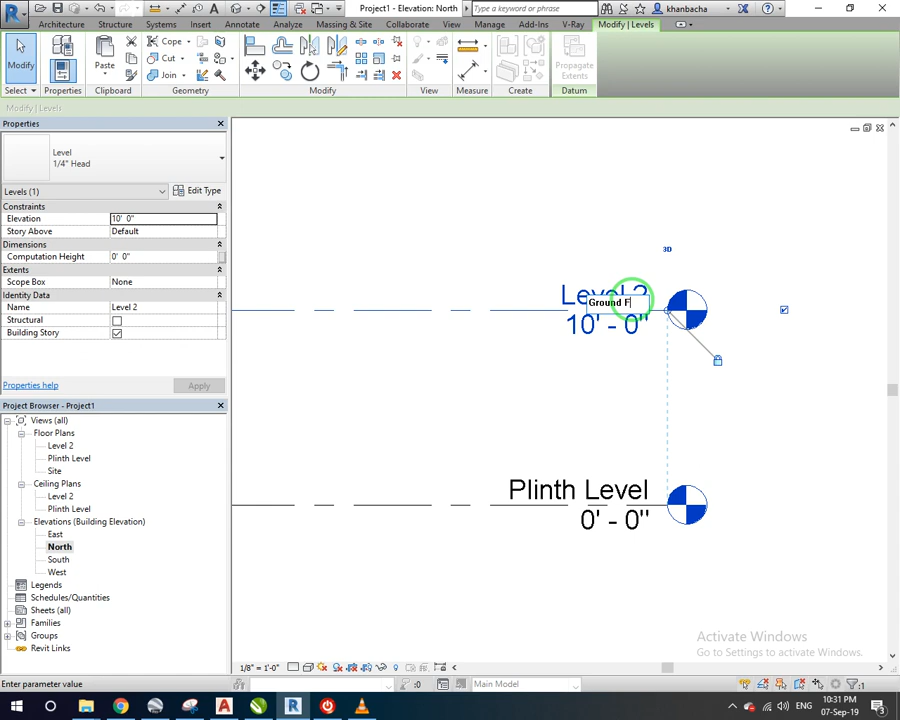 Project1 - Elevation: North
Type a keyword or phrase
khanbacha
Architecture Structure Systems Insert Annotate Analyze Massing & Site Collaborate View Manage Add-Ins V-Ray Modify | Levels
Modify
Paste
Cope
Cut
Join
Propagate Extents
Select Properties Clipboard Geometry Modify View Measure Create Datum
Modify | Levels
Properties
Level
1/4" Head
Levels (1)
Edit Type
Constraints
Elevation 10' 0"
Story Above Default
Dimensions
Computation Height 0' 0"
Extents
Scope Box None
Identity Data
Name Level 2
Structural
Building Story
Properties help
Apply
Project Browser - Project1
Views (all)
Floor Plans
Level 2
Plinth Level
Site
Ceiling Plans
Level 2
Plinth Level
Elevations (Building Elevation)
East
North
South
West
Legends
Schedules/Quantities
Sheets (all)
Families
Groups
Revit Links
3D
Level 2
Ground F
10' - 0"
Plinth Level
0' - 0"
Activate Windows
Go to Settings to activate Windows.
1/8" = 1'-0"
Enter parameter value
:0
Main Model
:1
10:31 PM
07-Sep-19
3